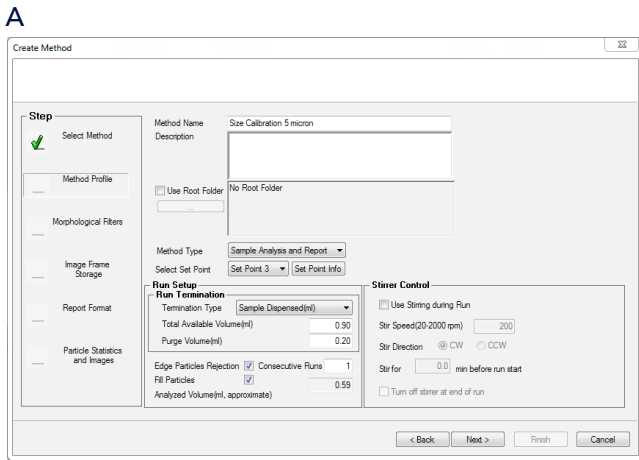 A
Create Method
Step
Select Method
Method Profile
Morphological Filters
Image Frame
Storage
Report Format
Particle Statistics
and Images
Method Name Size Calibration 5 micron
Description
Use Root Folder No Root Folder
...
Method Type Sample Analysis and Report
Select Set Point Set Point 3 Set Point Info
Run Setup
Run Termination
Termination Type Sample Dispensed(ml)
Total Available Volume(ml) 0.90
Purge Volume(ml) 0.20
Edge Particles Rejection Consecutive Runs 1
Fill Particles 0.59
Analyzed Volume(ml, approximate)
Stirrer Control
Use Stirring during Run
Stir Speed(20-2000 rpm) 200
Stir Direction CW CCW
Stir for 0.0 min before run start
Turn off stirrer at end of run
< Back Next > Finish Cancel